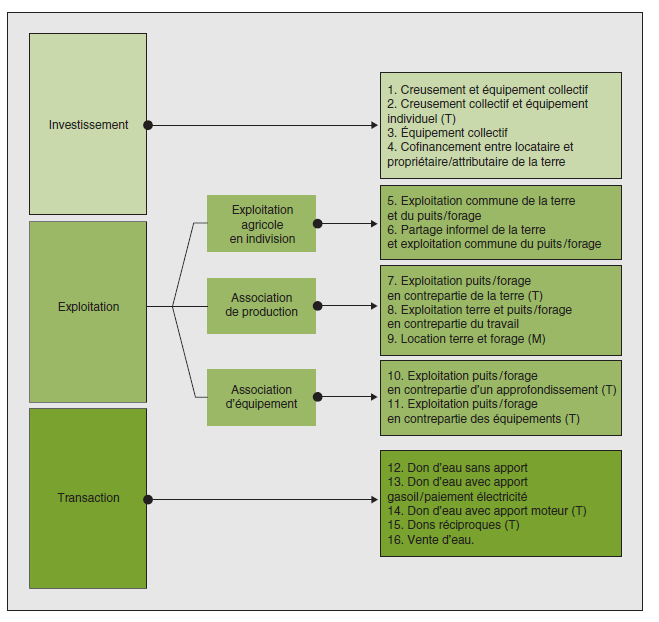 Investissement
1. Creusement et équipement collectif
2. Creusement collectif et équipement
individuel (T)
3. Équipement collectif
4. Cofinancement entre locataire et
propriétaire/attributaire de la terre
Exploitation
Exploitation
agricole
en indivision
5. Exploitation commune de la terre
et du puits/forage
6. Partage informel de la terre
et exploitation commune du puits/forage
Association
de production
7. Exploitation puits/forage
en contrepartie de la terre (T)
8. Exploitation terre et puits/forage
en contrepartie du travail
9. Location terre et forage (M)
Association
d'équipement
10. Exploitation puits/forage
en contrepartie d'un approfondissement (T)
11. Exploitation puits/forage
en contrepartie des équipements (T)
Transaction
12. Don d'eau sans apport
13. Don d'eau avec apport
gasoil/paiement électricité
14. Don d'eau avec apport moteur (T)
15. Dons réciproques (T)
16. Vente d'eau.